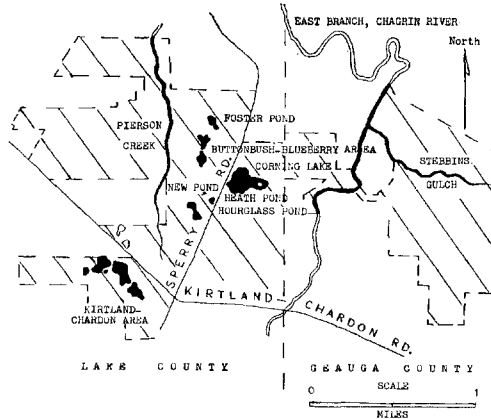 EAST BRANCH, CHAGRIN RIVER
North
FOSTER POND
PIERSON
CREEK
BUTTONBUSH-BLUEBERRY AREA
CORNING LAKE
STEBBINS
GULCH
NEW POND
HEATH POND
HOURGLASS POND
SPERRY RD.
KIRTLAND-CHARDON RD.
KIRTLAND-
CHARDON AREA
LAKE COUNTY
GEAUGA COUNTY
SCALE
0 1
MILES